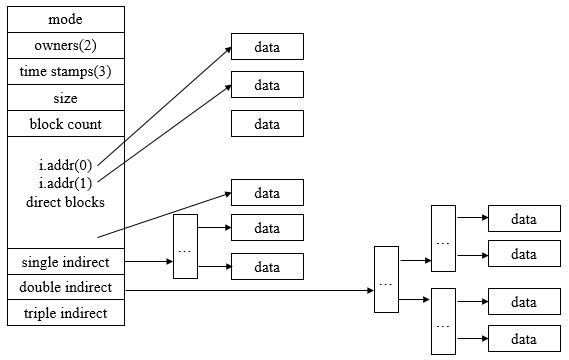 mode
owners(2)
time stamps(3)
size
block count
i.addr(0)
i.addr(1)
direct blocks
single indirect
double indirect
triple indirect
data
data
data
data
data
data
...
...
...
data
data
...
data
data